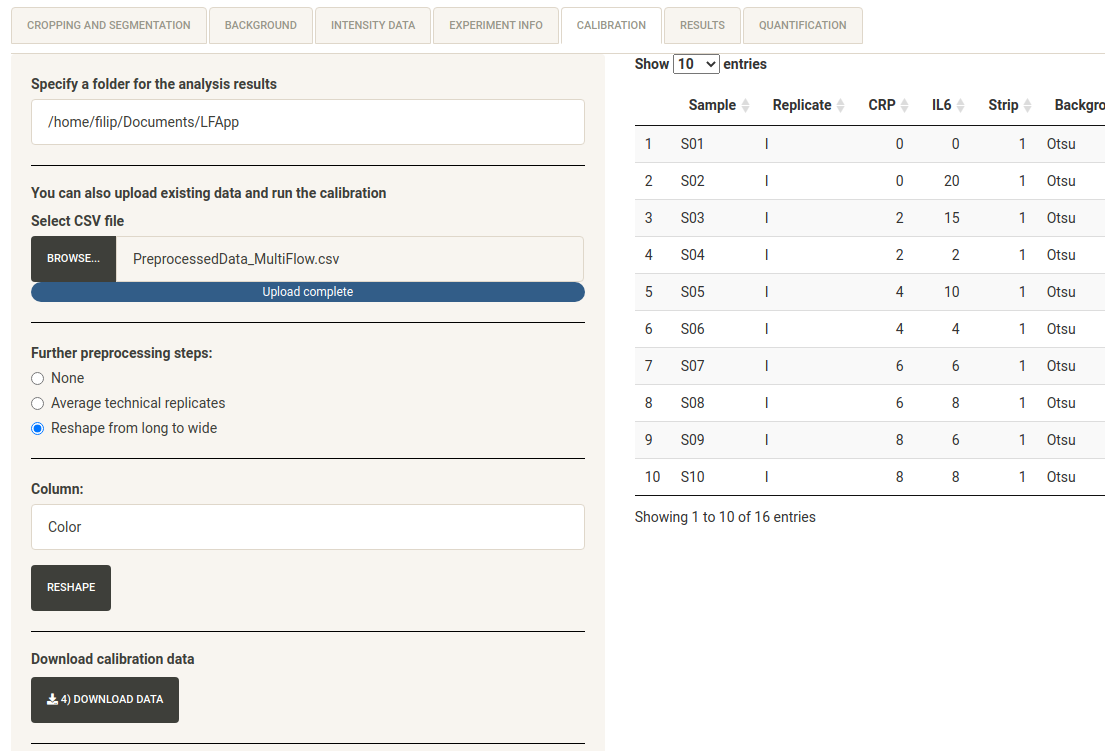 CROPPING AND SEGMENTATION BACKGROUND INTENSITY DATA EXPERIMENT INFO CALIBRATION RESULTS QUANTIFICATION
Specify a folder for the analysis results
/home/filip/Documents/LFApp
You can also upload existing data and run the calibration
Select CSV file
BROWSE... PreprocessedData_MultiFlow.csv
Upload complete
Further preprocessing steps:
None
Average technical replicates
Reshape from long to wide
Column:
Color
RESHAPE
Download calibration data
4) DOWNLOAD DATA
Show 10 entries
Sample Replicate CRP IL6 Strip Backgro
1 S01 I 0 0 1 Otsu
2 S02 I 0 20 1 Otsu
3 S03 I 2 15 1 Otsu
4 S04 I 2 2 1 Otsu
5 S05 I 4 10 1 Otsu
6 S06 I 4 4 1 Otsu
7 S07 I 6 6 1 Otsu
8 S08 I 6 8 1 Otsu
9 S09 I 8 6 1 Otsu
10 S10 I 8 8 1 Otsu
Showing 1 to 10 of 16 entries